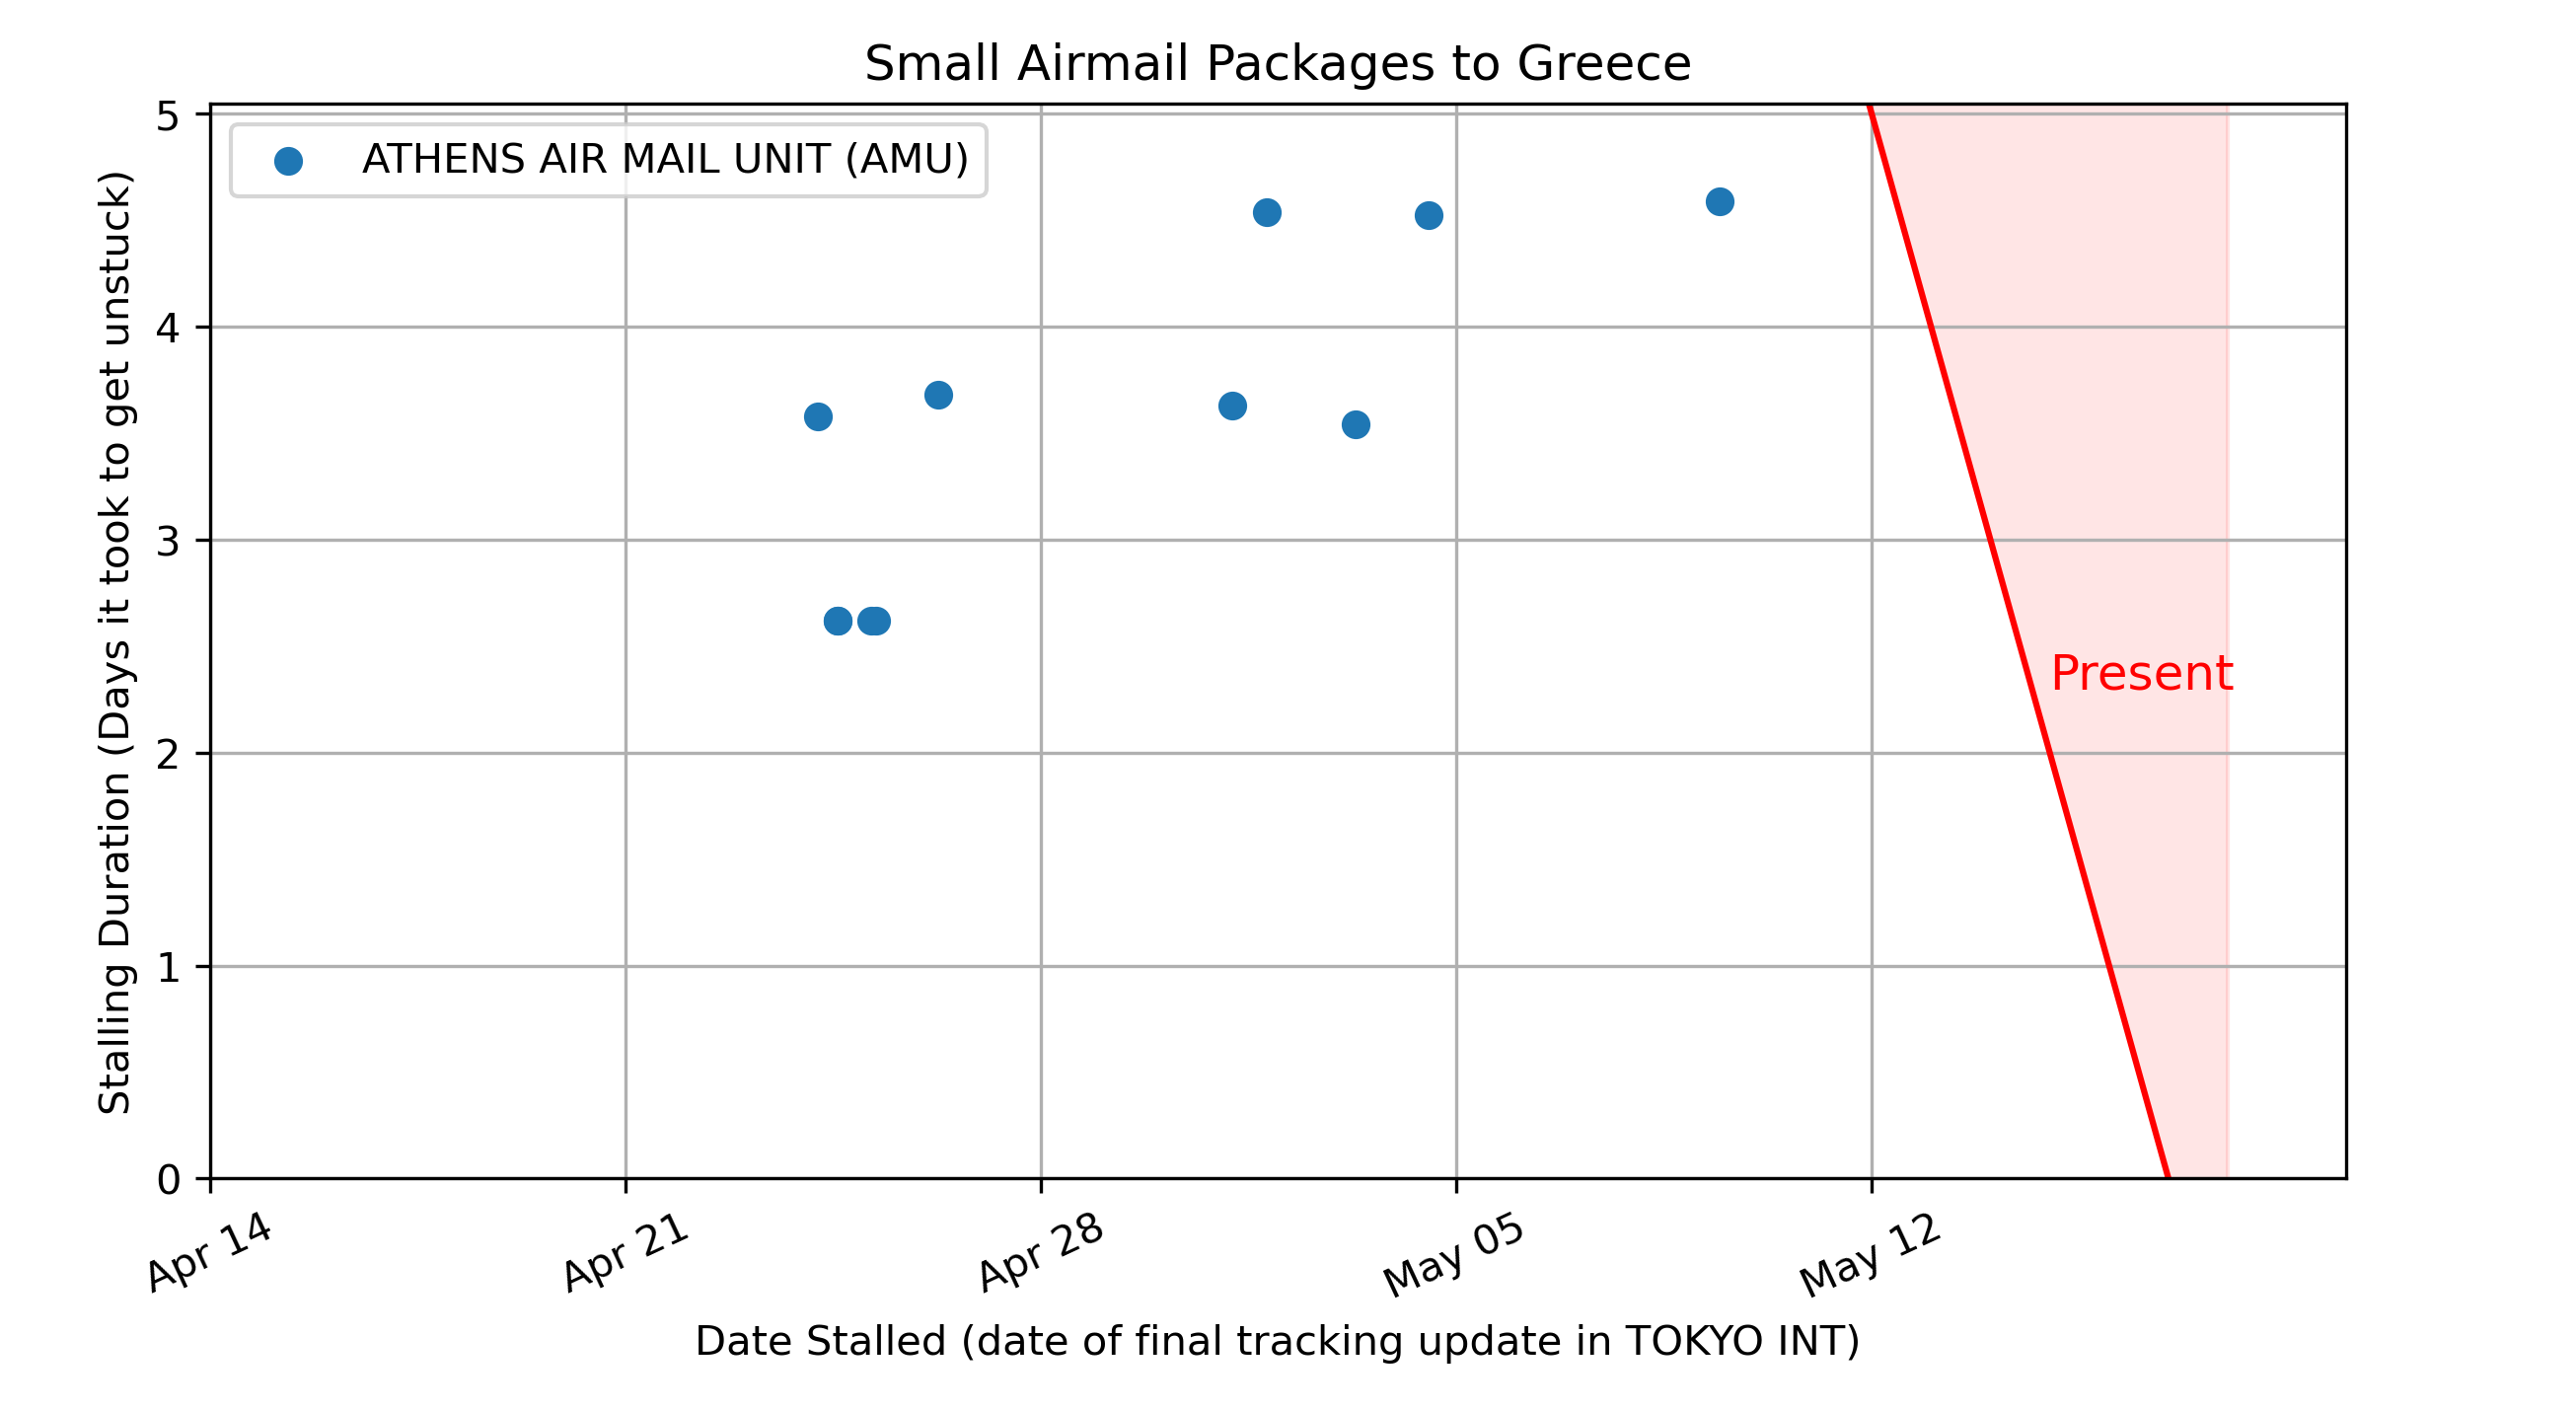 Small Airmail Packages to Greece
ATHENS AIR MAIL UNIT (AMU)
Stalling Duration (Days it took to get unstuck)
5
4
3
2
1
0
Present
Apr 14
Apr 21
Apr 28
May 05
May 12
Date Stalled (date of final tracking update in TOKYO INT)